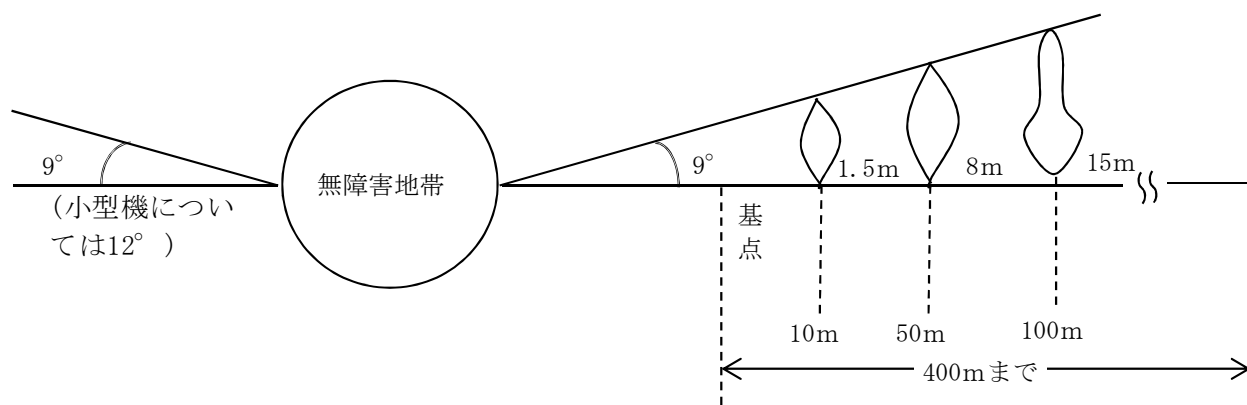 9°
(小型機につい
ては12° )
無障害地帯
9°
1.5m
8m
15m
基
点
10m
50m
100m
400mまで